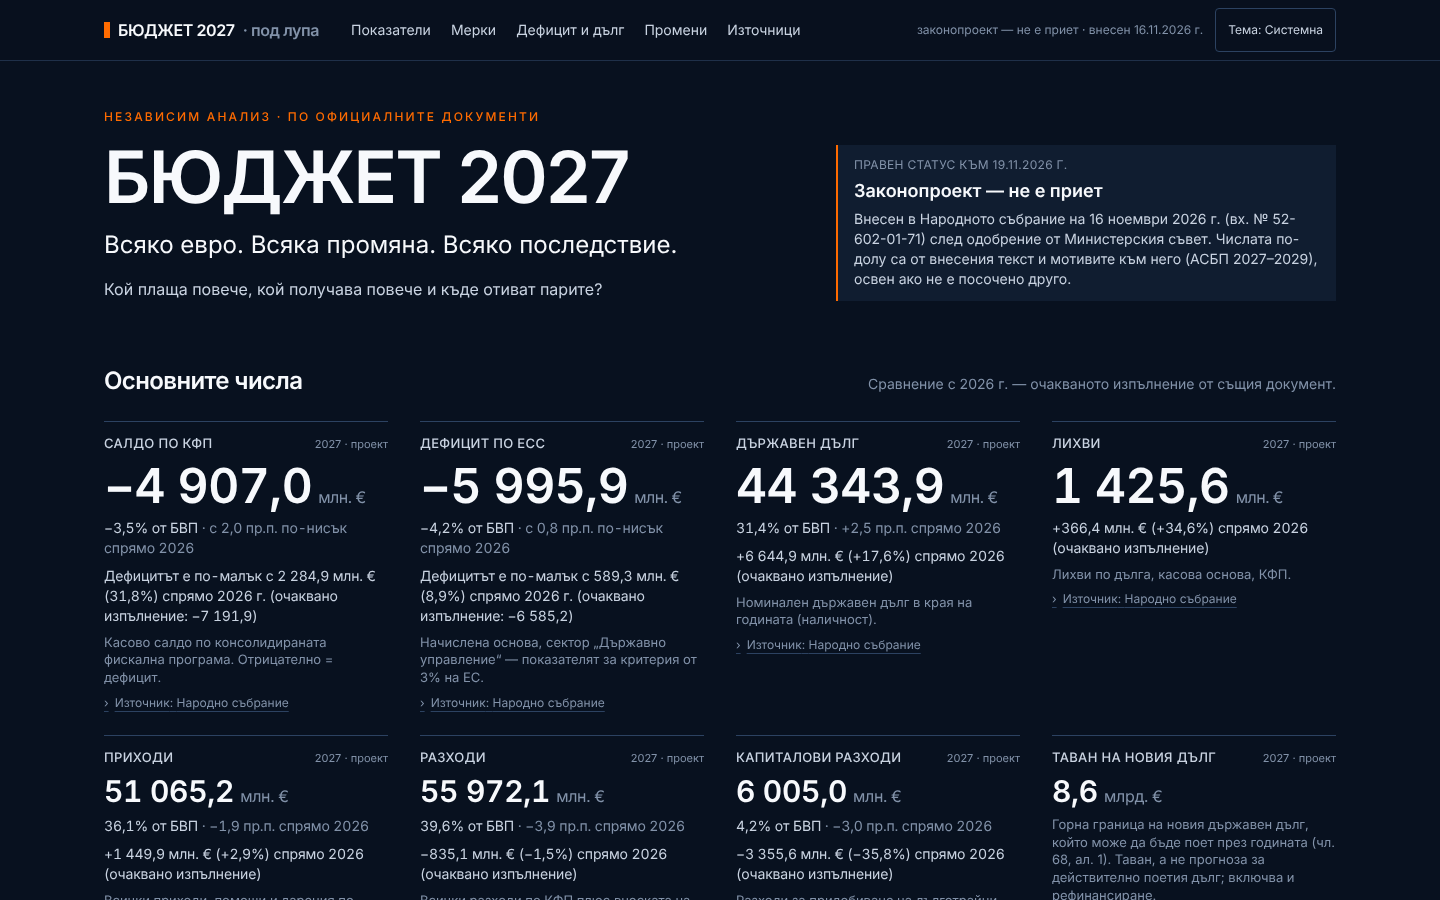 БЮДЖЕТ 2027 · под лупа
Показатели
Мерки
Дефицит и дълг
Промени
Източници
законопроект — не е приет · внесен 16.11.2026 г.
Тема: Системна
НЕЗАВИСИМ АНАЛИЗ · ПО ОФИЦИАЛНИТЕ ДОКУМЕНТИ
БЮДЖЕТ 2027
Всяко евро. Всяка промяна. Всяко последствие.
Кой плаща повече, кой получава повече и къде отиват парите?
ПРАВЕН СТАТУС КЪМ 19.11.2026 Г.
Законопроект — не е приет
Внесен в Народното събрание на 16 ноември 2026 г. (вх. № 52-
602-01-71) след одобрение от Министерския съвет. Числата по-
долу са от внесения текст и мотивите към него (АСБП 2027–2029),
освен ако не е посочено друго.
Основните числа
Сравнение с 2026 г. — очакваното изпълнение от същия документ.
САЛДО ПО КФП
2027 · проект
−4 907,0 млн. €
−3,5% от БВП · с 2,0 пр.п. по-нисък
спрямо 2026
Дефицитът е по-малък с 2 284,9 млн. €
(31,8%) спрямо 2026 г. (очаквано
изпълнение: −7 191,9)
Касово салдо по консолидираната
фискална програма. Отрицателно =
дефицит.
› Източник: Народно събрание
ДЕФИЦИТ ПО ЕСС
2027 · проект
−5 995,9 млн. €
−4,2% от БВП · с 0,8 пр.п. по-нисък
спрямо 2026
Дефицитът е по-малък с 589,3 млн. €
(8,9%) спрямо 2026 г. (очаквано
изпълнение: −6 585,2)
Начислена основа, сектор „Държавно
управление“ — показателят за критерия от
3% на ЕС.
› Източник: Народно събрание
ДЪРЖАВЕН ДЪЛГ
2027 · проект
44 343,9 млн. €
31,4% от БВП · +2,5 пр.п. спрямо 2026
+6 644,9 млн. € (+17,6%) спрямо 2026
(очаквано изпълнение)
Номинален държавен дълг в края на
годината (наличност).
› Източник: Народно събрание
ЛИХВИ
2027 · проект
1 425,6 млн. €
+366,4 млн. € (+34,6%) спрямо 2026
(очаквано изпълнение)
Лихви по дълга, касова основа, КФП.
› Източник: Народно събрание
ПРИХОДИ
2027 · проект
51 065,2 млн. €
36,1% от БВП · −1,9 пр.п. спрямо 2026
+1 449,9 млн. € (+2,9%) спрямо 2026
(очаквано изпълнение)
Всички приходи, помощи и дарения по
РАЗХОДИ
2027 · проект
55 972,1 млн. €
39,6% от БВП · −3,9 пр.п. спрямо 2026
−835,1 млн. € (−1,5%) спрямо 2026
(очаквано изпълнение)
Всички разходи по КФП плюс вноската на
КАПИТАЛОВИ РАЗХОДИ
2027 · проект
6 005,0 млн. €
4,2% от БВП · −3,0 пр.п. спрямо 2026
−3 355,6 млн. € (−35,8%) спрямо 2026
(очаквано изпълнение)
Разходи за придобиване на дълготрайни
ТАВАН НА НОВИЯ ДЪЛГ
2027 · проект
8,6 млрд. €
Горна граница на новия държавен дълг,
който може да бъде поет през годината (чл.
68, ал. 1). Таван, а не прогноза за
действително поетия дълг; включва и
рефинансиране.